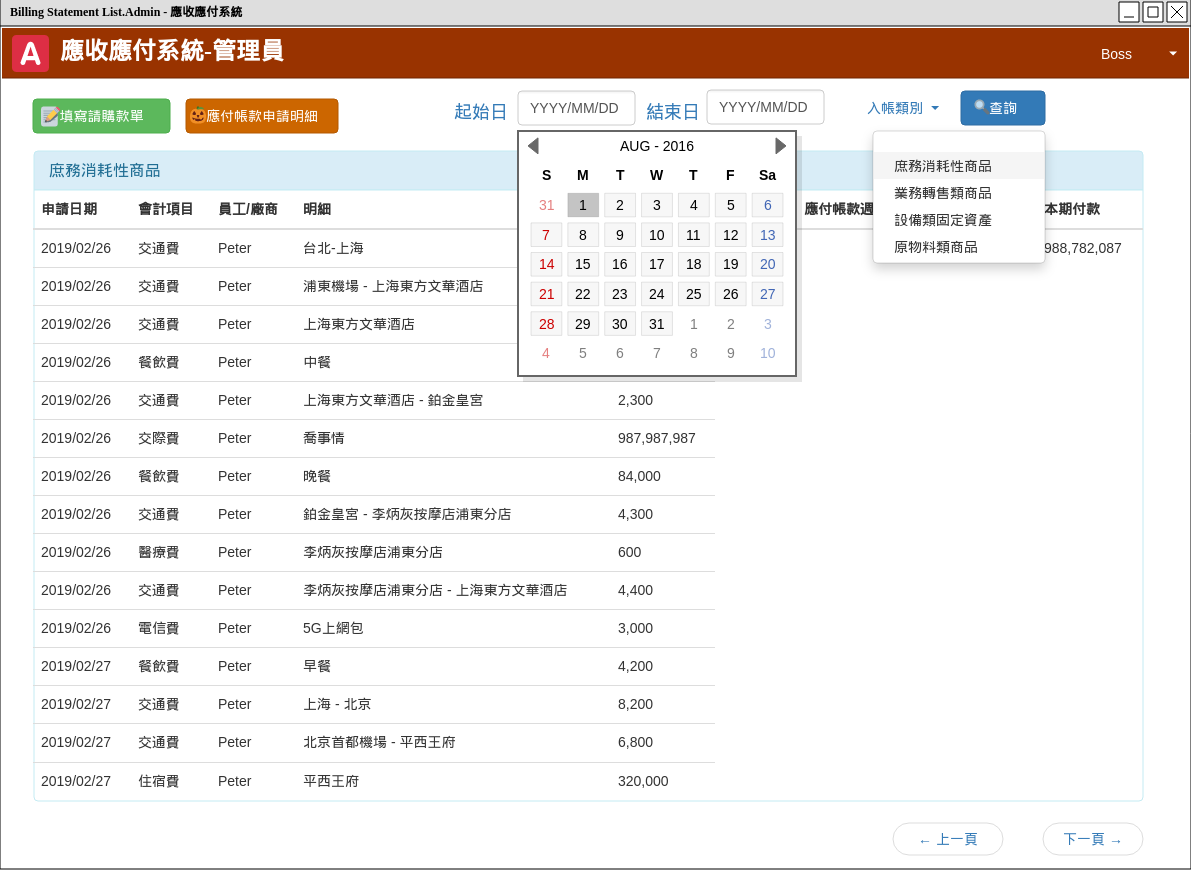 Billing Statement List.Admin - 應收應付系統
A 應收應付系統-管理員 Boss
填寫請購款單 應付帳款申請明細 起始日 YYYY/MM/DD 結束日 YYYY/MM/DD 入帳類別 查詢
AUG - 2016
S M T W T F Sa
31 1 2 3 4 5 6
7 8 9 10 11 12 13
14 15 16 17 18 19 20
21 22 23 24 25 26 27
28 29 30 31 1 2 3
4 5 6 7 8 9 10
庶務消耗性商品
業務轉售類商品
設備類固定資產
原物料類商品
庶務消耗性商品
申請日期 會計項目 員工/廠商 明細 應付帳款週 本期付款
2019/02/26 交通費 Peter 台北-上海 988,782,087
2019/02/26 交通費 Peter 浦東機場 - 上海東方文華酒店
2019/02/26 交通費 Peter 上海東方文華酒店
2019/02/26 餐飲費 Peter 中餐
2019/02/26 交通費 Peter 上海東方文華酒店 - 鉑金皇宮 2,300
2019/02/26 交際費 Peter 喬事情 987,987,987
2019/02/26 餐飲費 Peter 晚餐 84,000
2019/02/26 交通費 Peter 鉑金皇宮 - 李炳灰按摩店浦東分店 4,300
2019/02/26 醫療費 Peter 李炳灰按摩店浦東分店 600
2019/02/26 交通費 Peter 李炳灰按摩店浦東分店 - 上海東方文華酒店 4,400
2019/02/26 電信費 Peter 5G上網包 3,000
2019/02/27 餐飲費 Peter 早餐 4,200
2019/02/27 交通費 Peter 上海 - 北京 8,200
2019/02/27 交通費 Peter 北京首都機場 - 平西王府 6,800
2019/02/27 住宿費 Peter 平西王府 320,000
← 上一頁 下一頁 →